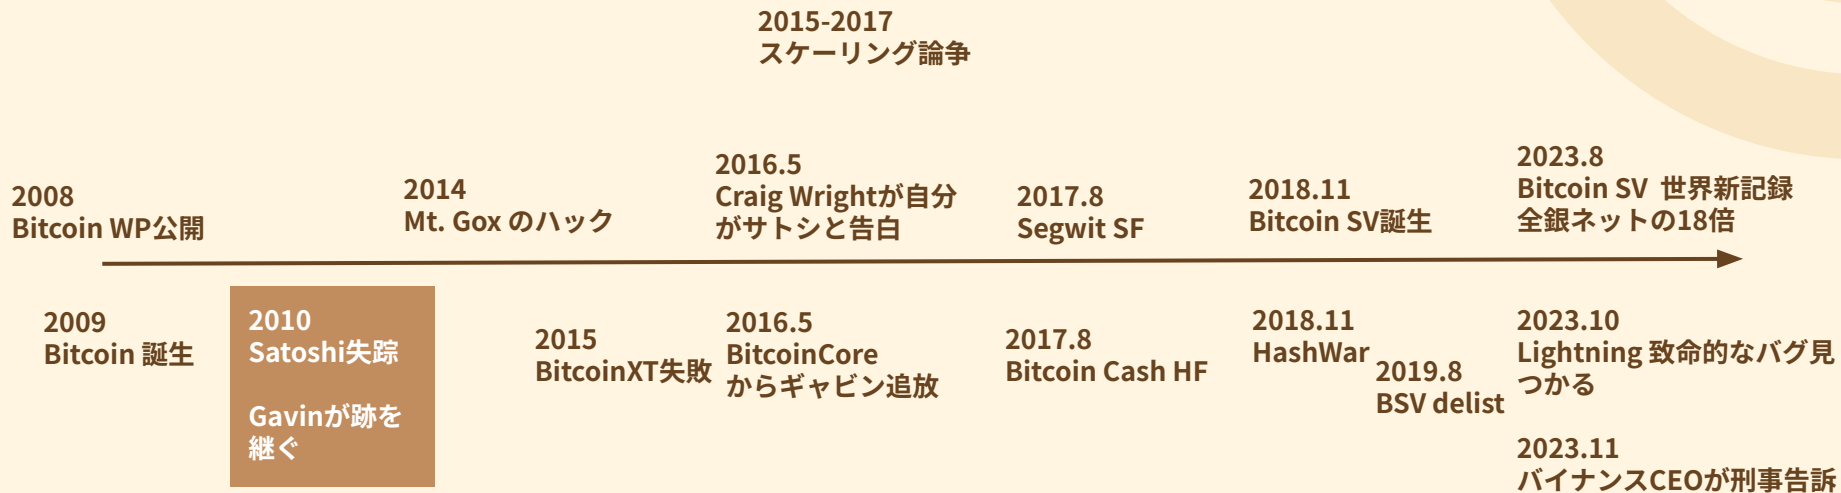 2015-2017
スケーリング論争
2008
Bitcoin WP公開
2014
Mt. Gox のハック
2016.5
Craig Wrightが自分
がサトシと告白
2017.8
Segwit SF
2018.11
Bitcoin SV誕生
2023.8
Bitcoin SV 世界新記録
全銀ネットの18倍
2009
Bitcoin 誕生
2010
Satoshi失踪
Gavinが跡を
継ぐ
2015
BitcoinXT失敗
2016.5
BitcoinCore
からギャビン追放
2017.8
Bitcoin Cash HF
2018.11
HashWar
2019.8
BSV delist
2023.10
Lightning 致命的なバグ見
つかる
2023.11
バイナンスCEOが刑事告訴